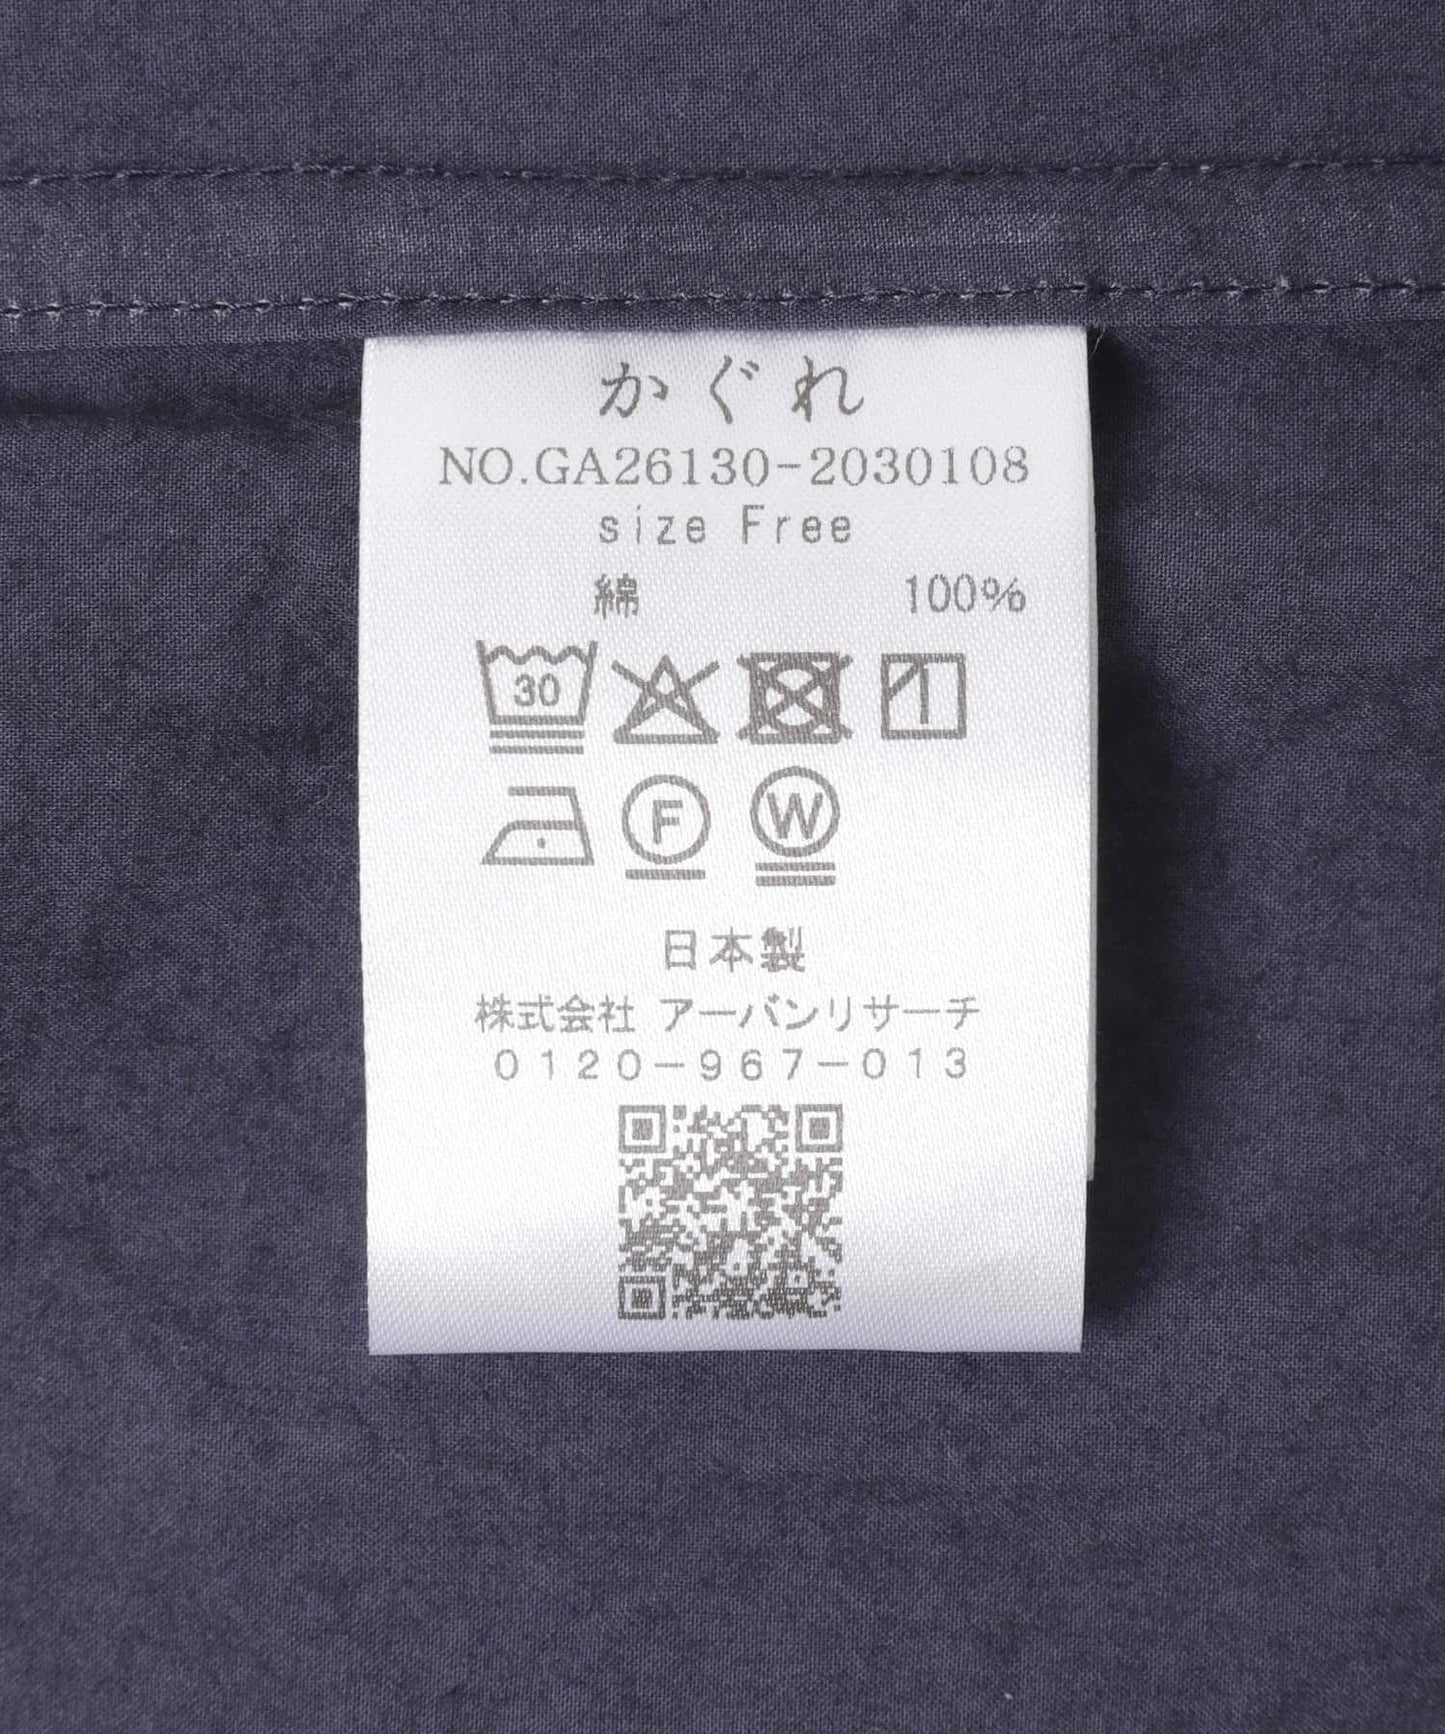 かぐれ
NO.GA26130-2030108
size Free
綿 100%
30
F W
日本製
株式会社 アーバンリサーチ
0120-967-013